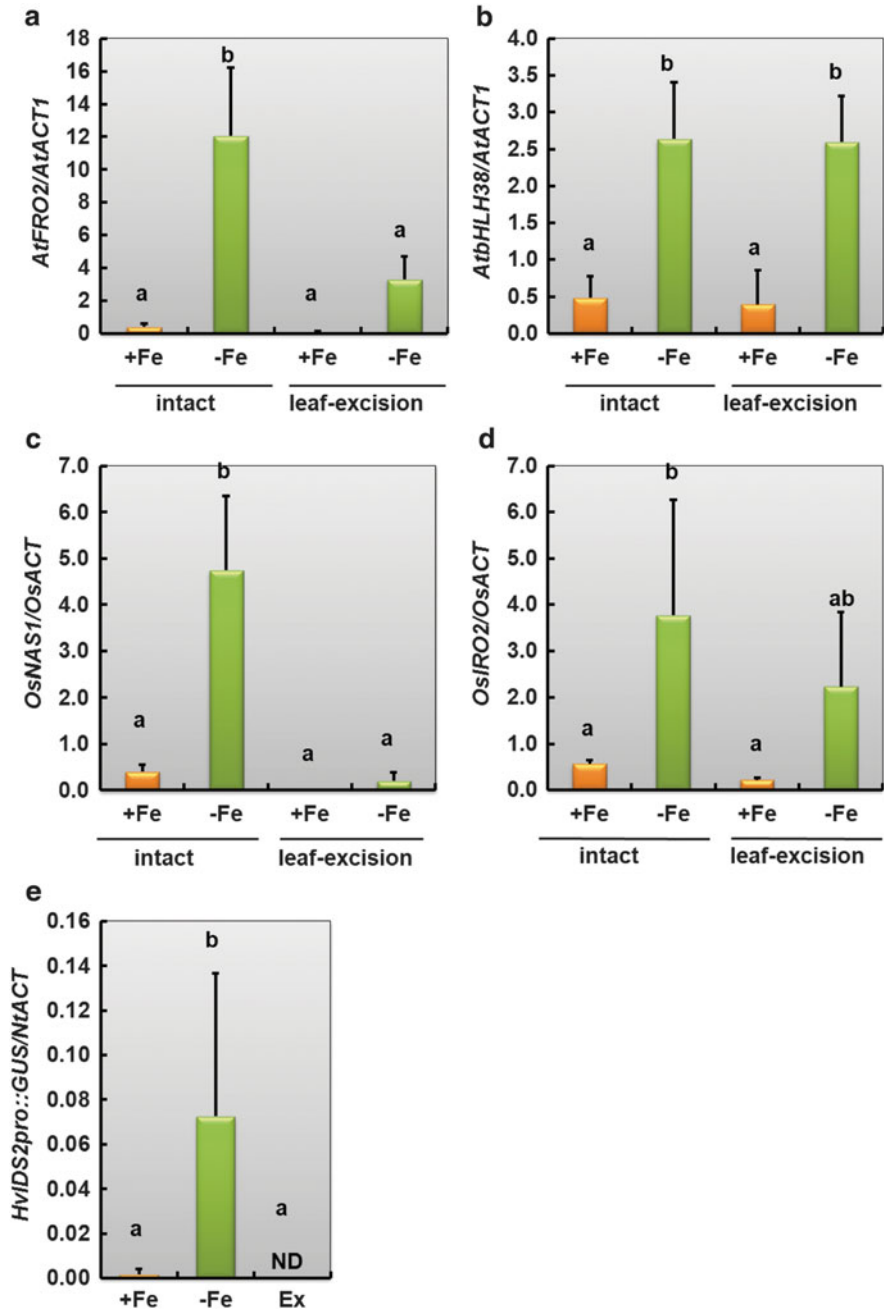 a
AtFRO2/AtACT1
18
16
14
12
10
8
6
4
2
0
a
b
a
a
+Fe -Fe +Fe -Fe
intact leaf-excision
b
AtbHLH38/AtACT1
4.0
3.5
3.0
2.5
2.0
1.5
1.0
0.5
0.0
a
b
a
b
+Fe -Fe +Fe -Fe
intact leaf-excision
c
OsNAS1/OsACT
7.0
6.0
5.0
4.0
3.0
2.0
1.0
0.0
a
b
a
a
+Fe -Fe +Fe -Fe
intact leaf-excision
d
OsIRO2/OsACT
7.0
6.0
5.0
4.0
3.0
2.0
1.0
0.0
a
b
a
ab
+Fe -Fe +Fe -Fe
intact leaf-excision
e
HvIDS2pro::GUS/NtACT
0.16
0.14
0.12
0.10
0.08
0.06
0.04
0.02
0.00
a
b
a
ND
+Fe -Fe Ex